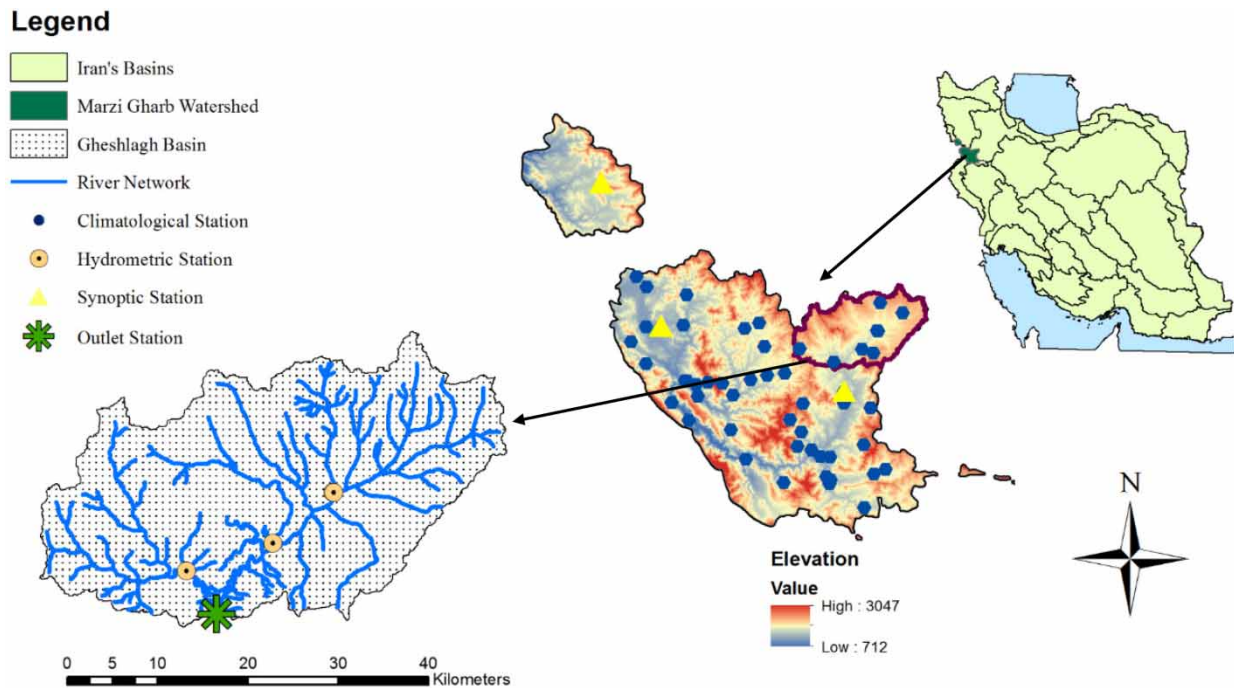 Legend
Iran's Basins
Marzi Gharb Watershed
Gheshlagh Basin
River Network
Climatological Station
Hydrometric Station
Synoptic Station
Outlet Station
N
Elevation
Value
High : 3047
Low : 712
0 5 10 20 30 40
Kilometers